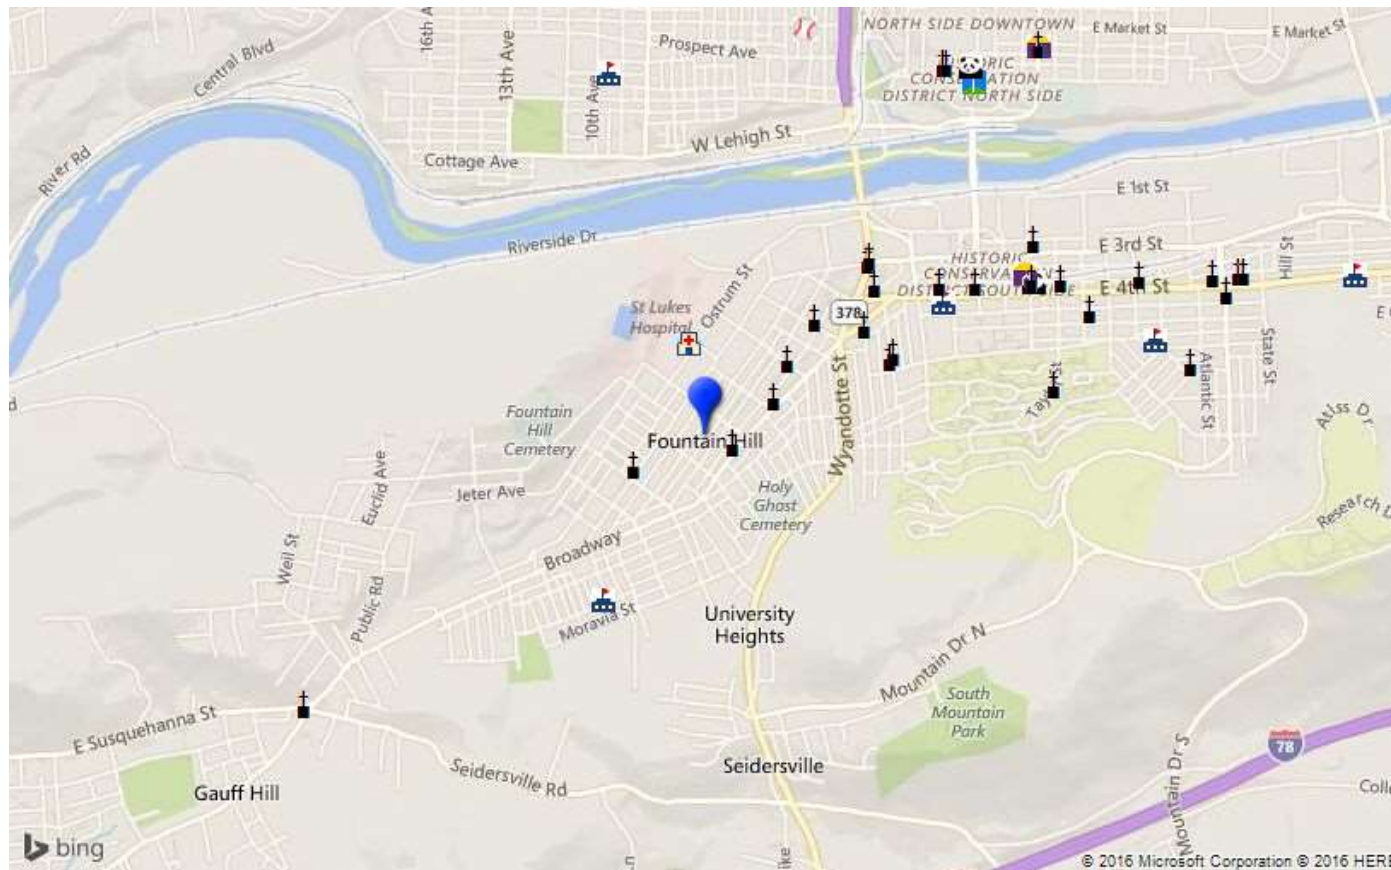 NORTH SIDE DOWNTOWN
E Market St
E Market St
16th A
13th Ave
Prospect Ave
10th Ave
Central Blvd
DISTRICT NORTH SIDE
W Lehigh St
Cottage Ave
River Rd
E 1st St
Riverside Dr
E 3rd St
HISTORIC
Hill St
E 4th St
Ostrum St
St Lukes
Hospital
378
State St
Atlantic St
Wyandotte St
Atlss Dr
Fountain
Hill
Cemetery
Fountain Hill
Jeter Ave
Euclid Ave
Holy
Ghost
Cemetery
Broadway
Weil St
Public Rd
Moravia St
University
Heights
Mountain Dr N
South
Mountain
Park
E Susquehanna St
Seidersville
Seidersville Rd
Gauff Hill
78
Mountain Dr S
bing
© 2016 Microsoft Corporation © 2016 HERE